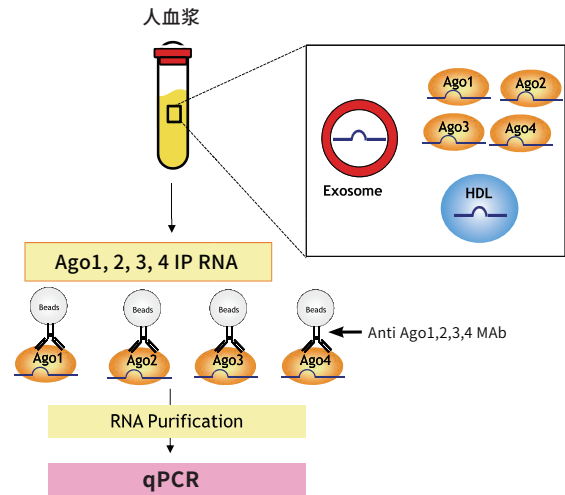 人血浆
Ago1
Ago2
Ago3
Ago4
Exosome
HDL
Ago1, 2, 3, 4 IP RNA
Beads
Beads
Beads
Beads
Anti Ago1,2,3,4 MAb
Ago1
Ago2
Ago3
Ago4
RNA Purification
qPCR